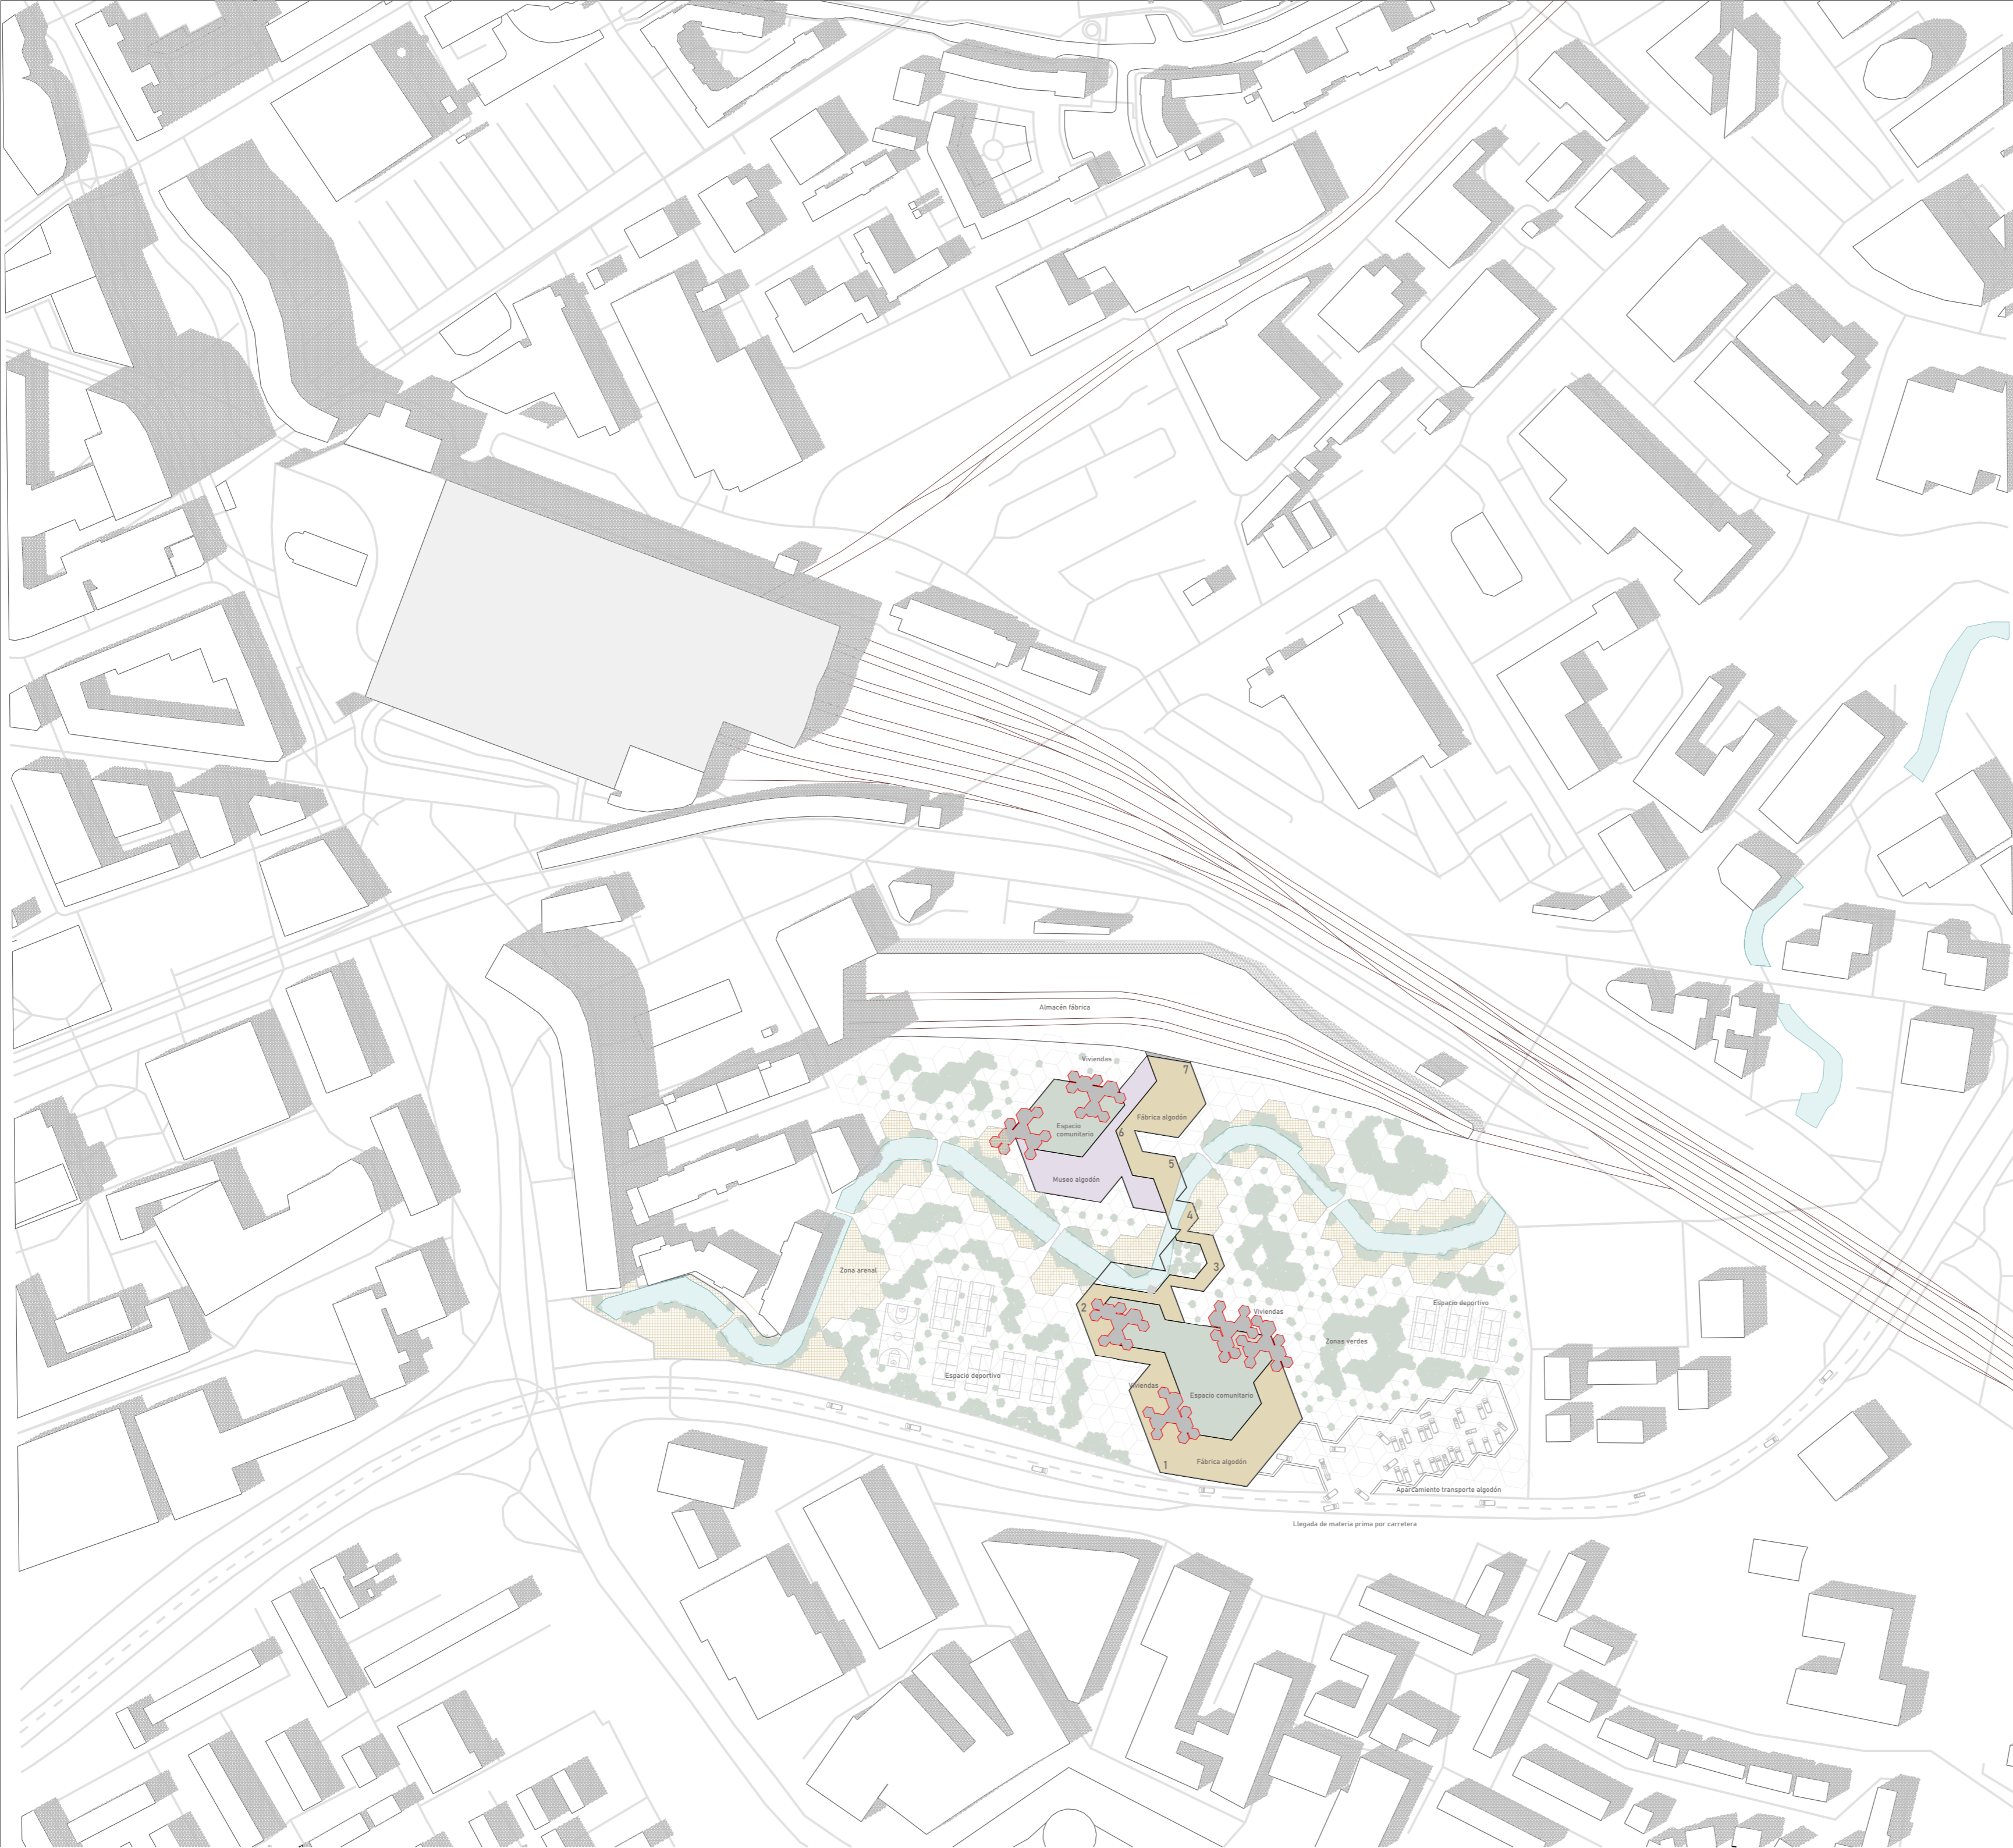 Almacén fábrica
Viviendas
7
Fábrica algodón
Espacio
comunitario
6
5
Museo algodón
4
3
Zona arenal
2
Espacio deportivo
Viviendas
Zonas verdes
Espacio deportivo
Viviendas
Espacio comunitario
Fábrica algodón
1
Aparcamiento transporte algodón
Llegada de materia prima por carretera